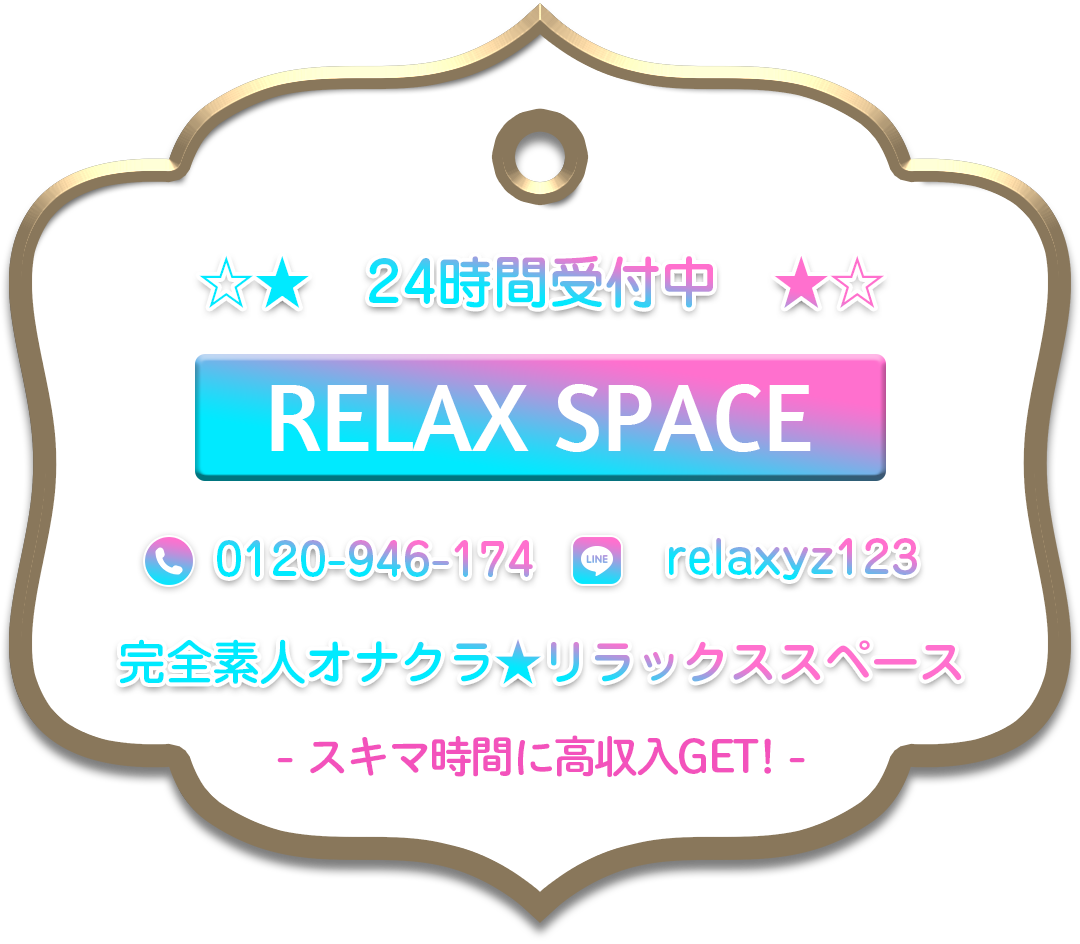 ☆★ 24時間受付中 ★☆
RELAX SPACE
0120-946-174 LINE relaxyz123
完全素人オナクラ★リラックススペース
- スキマ時間に高収入GET! -